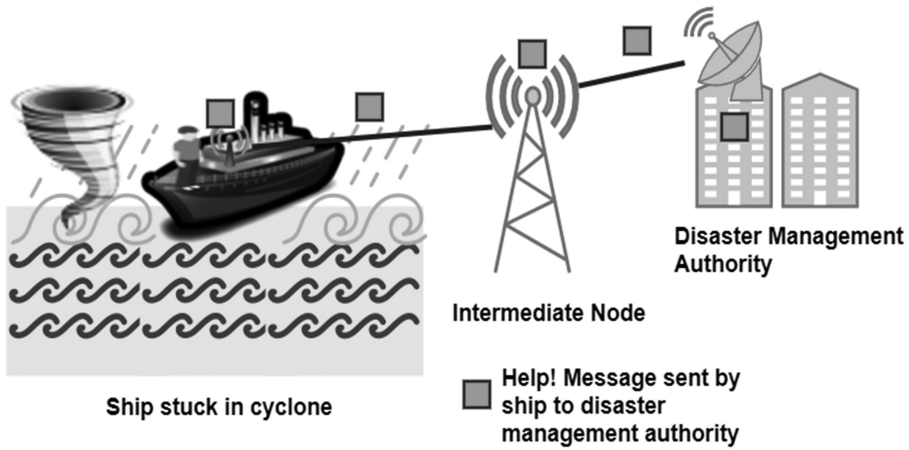 Disaster Management
Authority
Intermediate Node
Ship stuck in cyclone
Help! Message sent by
ship to disaster
management authority